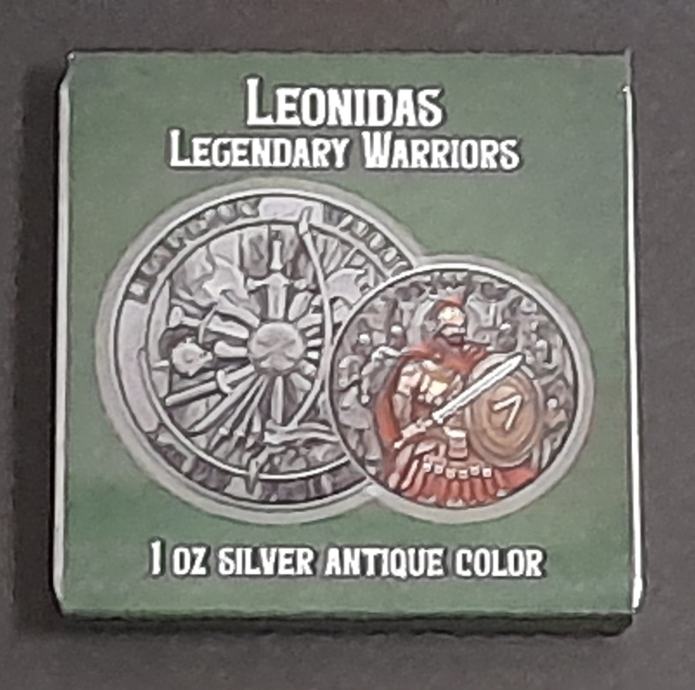 LEONIDAS
LEGENDARY WARRIORS
1 OZ SILVER ANTIQUE COLOR